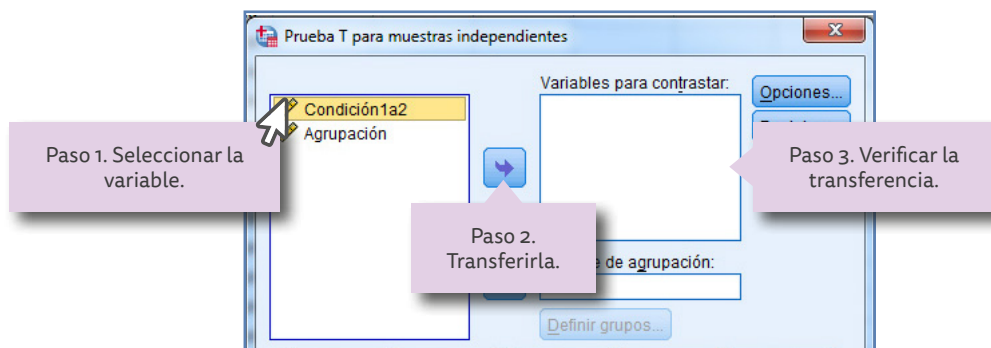 Prueba T para muestras independientes
Variables para contrastar:
Opciones...
Condición1a2
Agrupación
Paso 1. Seleccionar la
variable.
Paso 3. Verificar la
transferencia.
Paso 2.
Transferirla.
de agrupación:
Definir grupos...